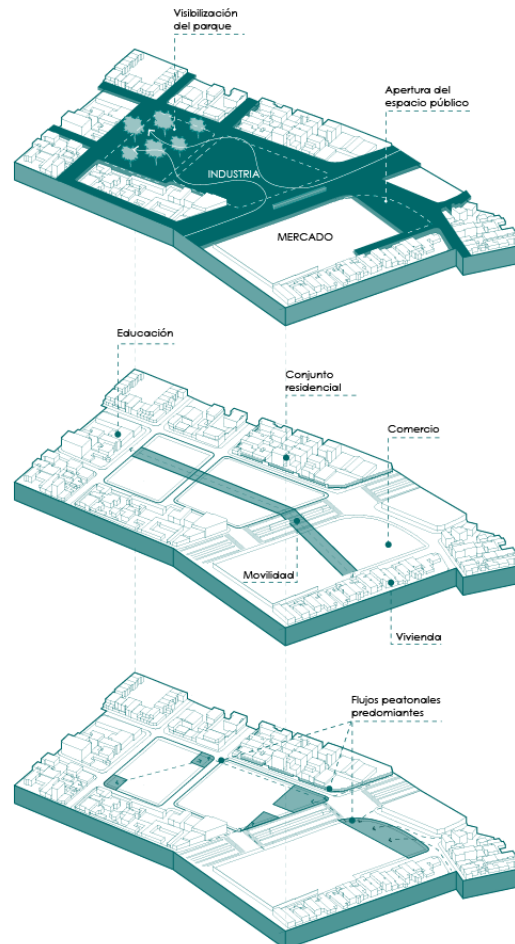 Visibilización
del parque
Apertura del
espacio público
INDUSTRIA
MERCADO
Educación
Conjunto
residencial
Comercio
Movilidad
Vivienda
Flujos peatonales
predomiantes